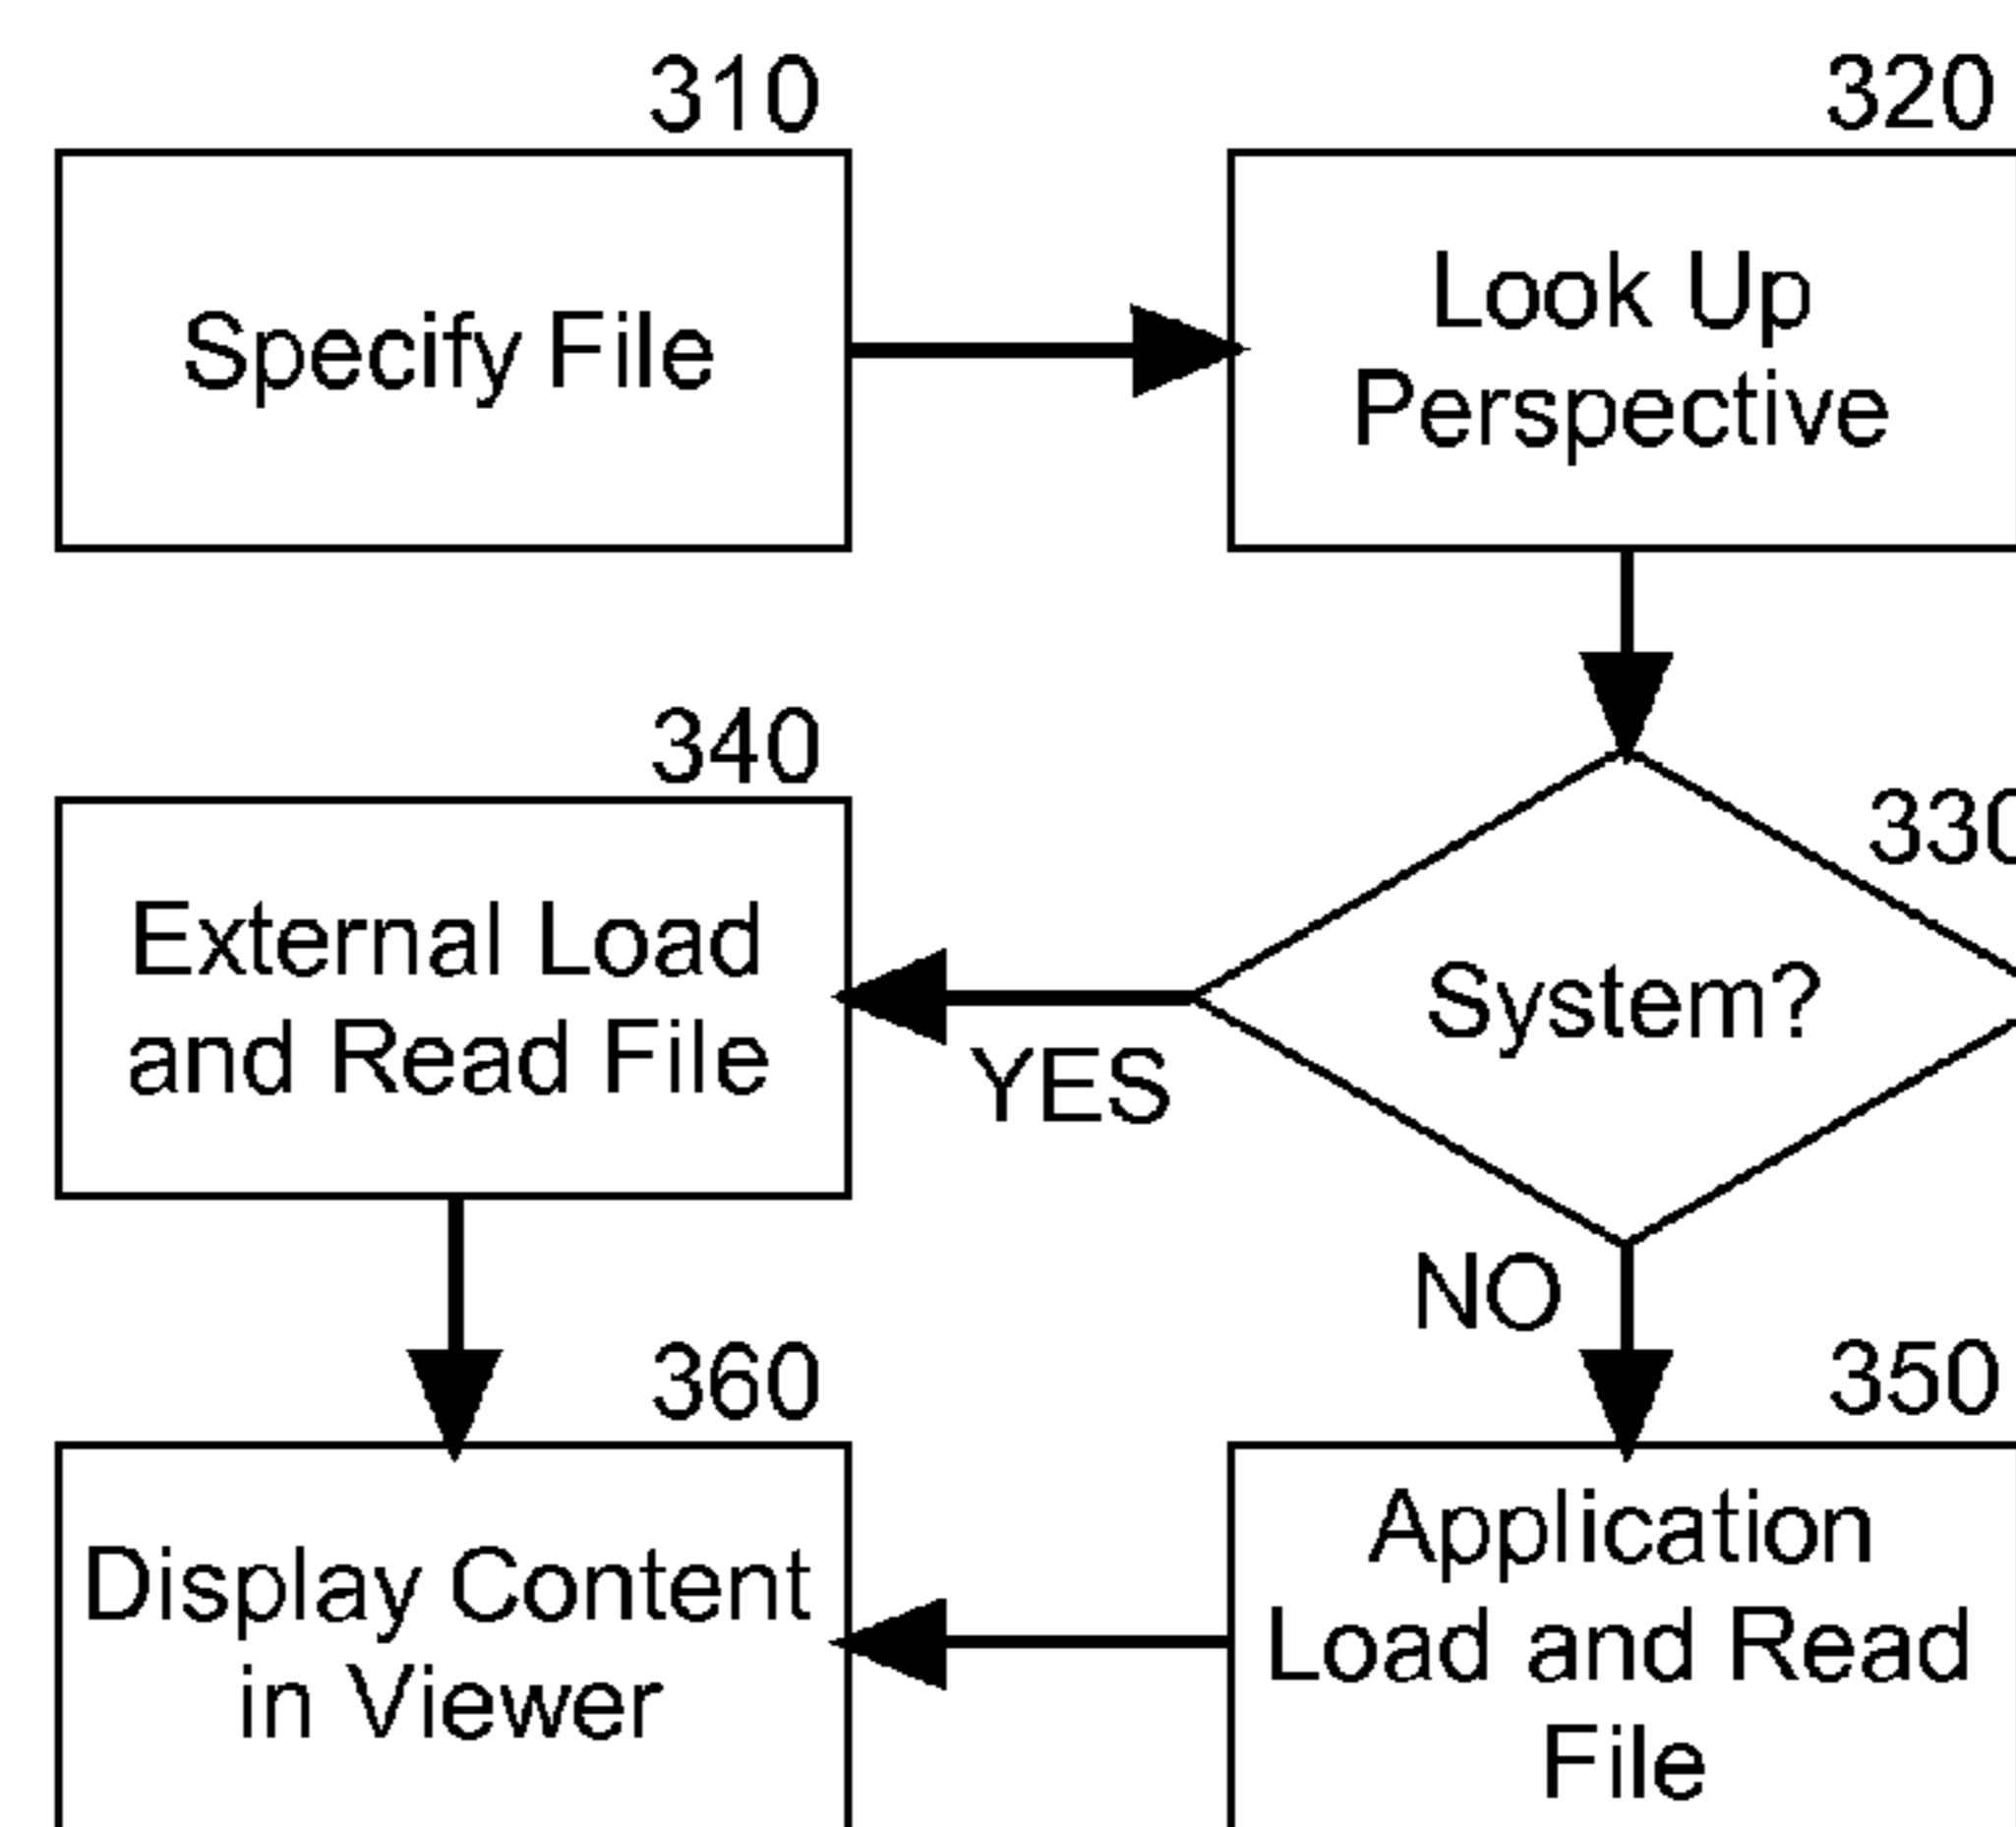 310
Specify File
320
Look Up
Perspective
330
System?
YES
NO
340
External Load
and Read File
350
Application
Load and Read
File
360
Display Content
in Viewer